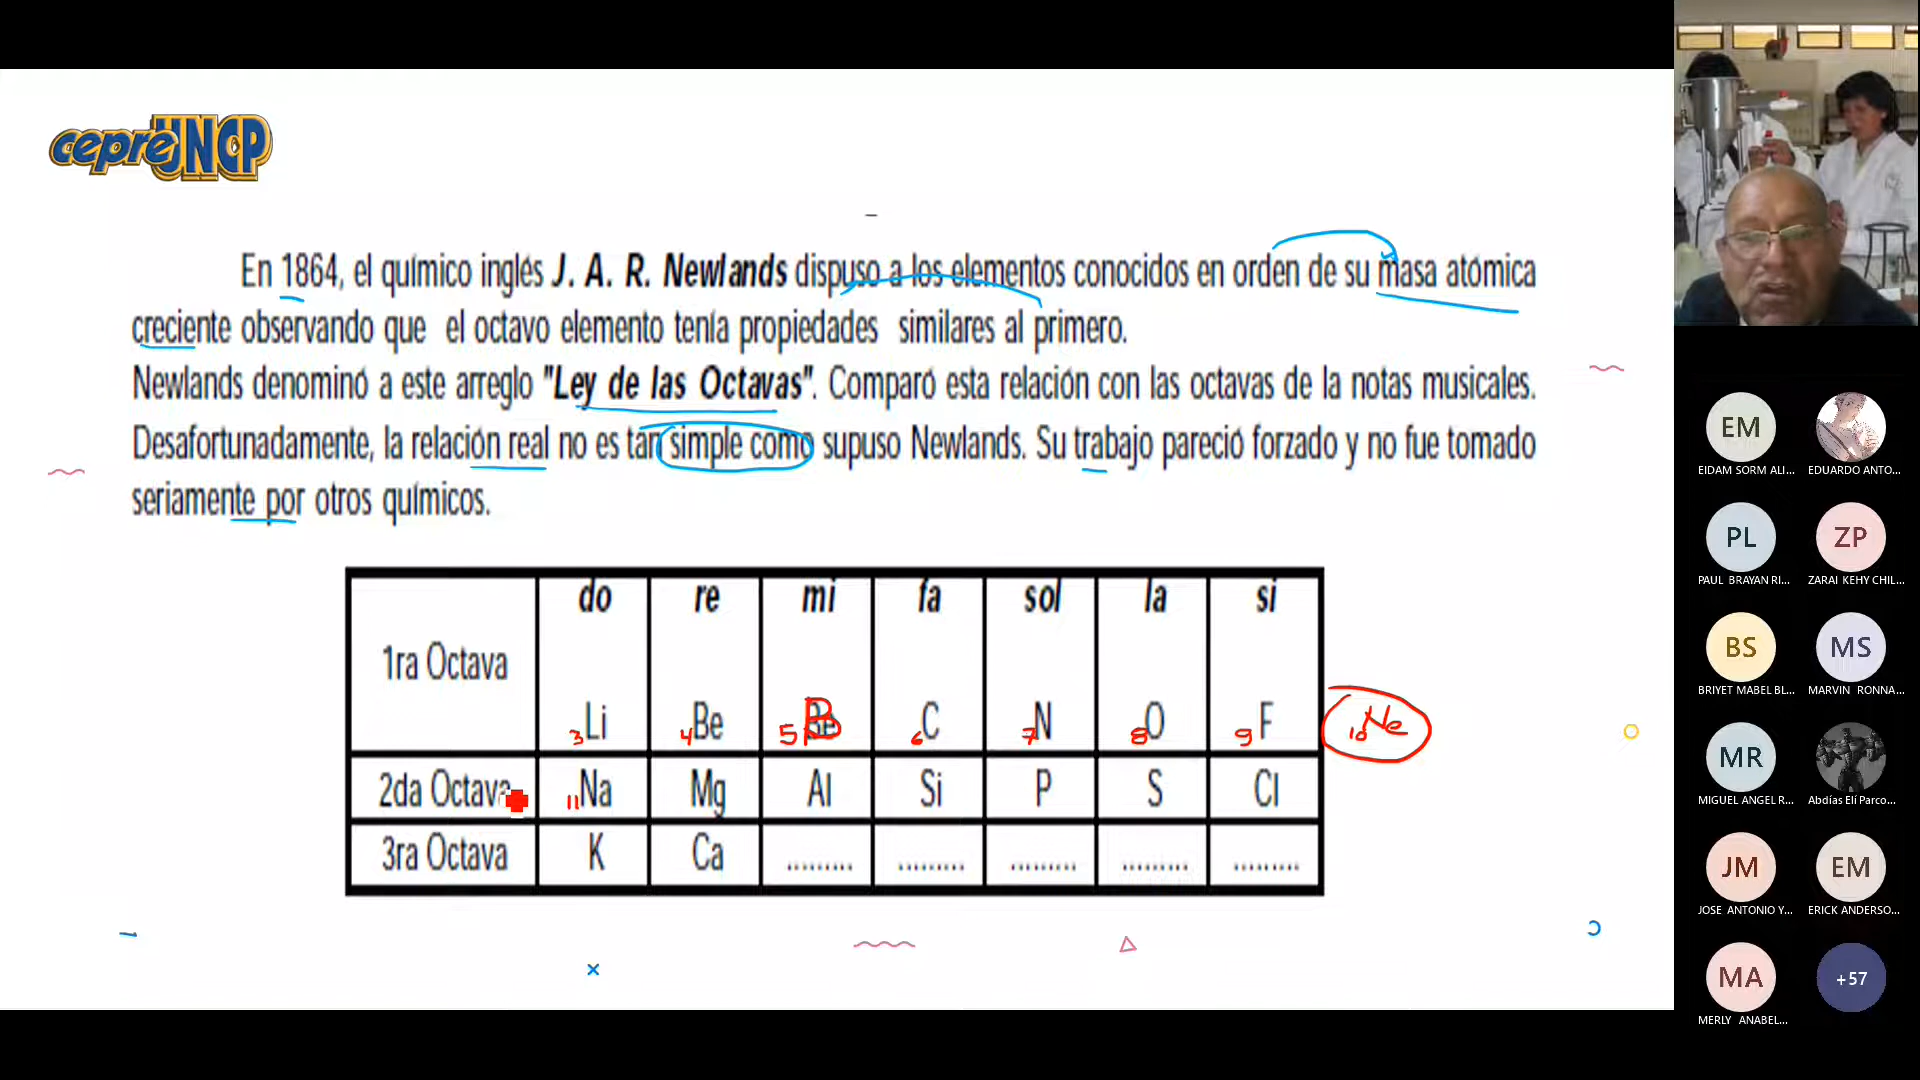 cepreUNCP
En 1864, el químico inglés J. A. R. Newlands dispuso a los elementos conocidos en orden de su masa atómica
creciente observando que el octavo elemento tenía propiedades similares al primero.
Newlands denominó a este arreglo "Ley de las Octavas". Comparó esta relación con las octavas de la notas musicales.
Desafortunadamente, la relación real no es tan simple como supuso Newlands. Su trabajo pareció forzado y no fue tomado
seriamente por otros químicos.
do re mi fa sol la si
1ra Octava
3 Li 4 Be 5 B 6 C 7 N 8 O 9 F 10 Ne
2da Octava 11 Na Mg Al Si P S Cl
3ra Octava K Ca ......... ......... ......... ......... .........
EM
EIDAM SORM ALI... EDUARDO ANTO...
PL ZP
PAUL BRAYAN RI... ZARAI KEHY CHIL...
BS MS
BRIYET MABEL BL... MARVIN RONNA...
MR
MIGUEL ANGEL R... Abdías Elí Parco...
JM EM
JOSE ANTONIO Y... ERICK ANDERSO...
MA +57
MERLY ANABEL...